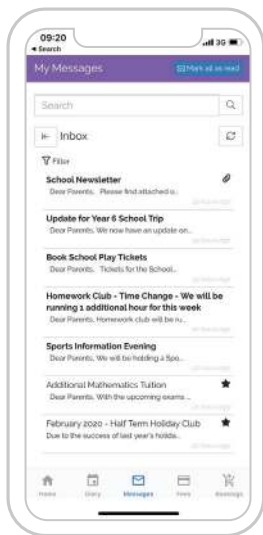 09:20
3G
◂ Search
My Messages
Mark all as read
Search
Inbox
Filter
School Newsletter
Dear Parents, Please find attached o...
Update for Year 6 School Trip
Dear Parents, We now have an update on...
Book School Play Tickets
Dear Parents, Tickets for the School...
Homework Club - Time Change - We will be
running 1 additional hour for this week
Dear Parents, Homework club will be ru...
Sports Information Evening
Dear Parents, We will be holding a Spo...
Additional Mathematics Tuition
Dear Parents, With the upcoming exams ...
February 2020 - Half Term Holiday Club
Due to the success of last year's holida...
Home Diary Messages Fees Bookings